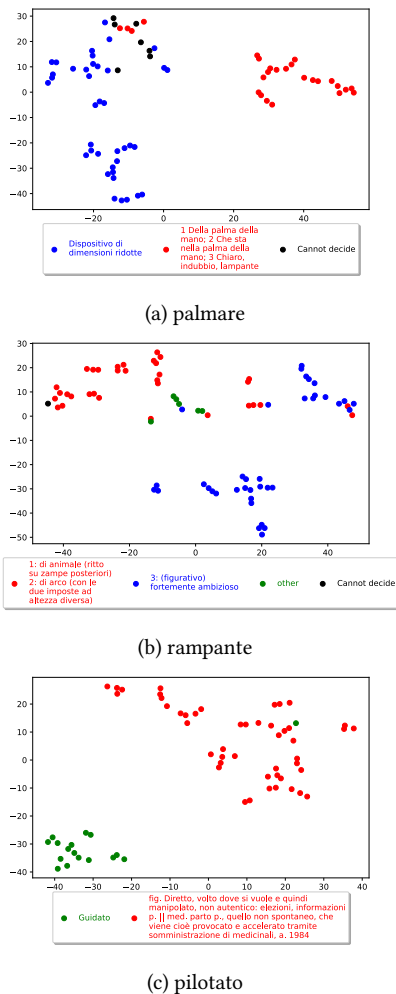 30
20
10
0
−10
−20
−30
−40
−20
0
20
40
Dispositivo di
dimensioni ridotte
1 Della palma della
mano; 2 Che sta
nella palma della
mano; 3 Chiaro,
indubbio, lampante
Cannot decide
(a) palmare
30
20
10
0
−10
−20
−30
−40
−50
−40
−20
0
20
40
1: di animale (ritto
su zampe posteriori)
2: di arco (con le
due imposte ad
altezza diversa)
3: (figurativo)
fortemente ambizioso
other
Cannot decide
(b) rampante
20
10
0
−10
−20
−30
−40
−40
−30
−20
−10
0
10
20
30
40
Guidato
fig. Diretto, volto dove si vuole e quindi
manipolato, non autentico: elezioni, informazioni
p. || med. parto p., quello non spontaneo, che
viene cioè provocato e accelerato tramite
somministrazione di medicinali, a. 1984
(c) pilotato